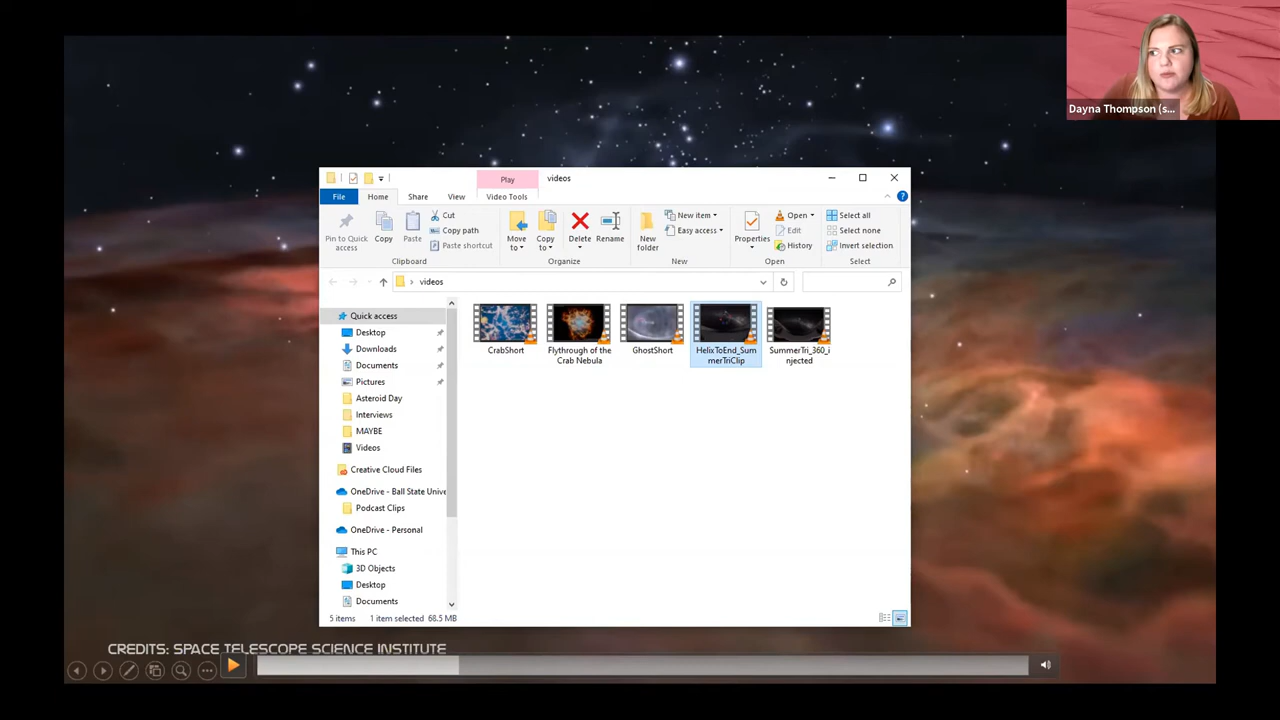 Dayna Thompson (s...
Play
videos
File
Home
Share
View
Video Tools
Pin to Quick
access
Copy
Paste
Cut
Copy path
Paste shortcut
Clipboard
Move
to
Copy
to
Delete
Rename
Organize
New
folder
New item
Easy access
New
Properties
Open
Edit
History
Open
Select all
Select none
Invert selection
Select
videos
Quick access
Desktop
Downloads
Documents
Pictures
Asteroid Day
Interviews
MAYBE
Videos
Creative Cloud Files
OneDrive - Ball State Unive
Podcast Clips
OneDrive - Personal
This PC
3D Objects
Desktop
Documents
CrabShort
Flythrough of the
Crab Nebula
GhostShort
HelixToEnd_Sum
merTriClip
SummerTri_360_i
njected
5 items
1 item selected
68.5 MB
CREDITS: SPACE TELESCOPE SCIENCE INSTITUTE